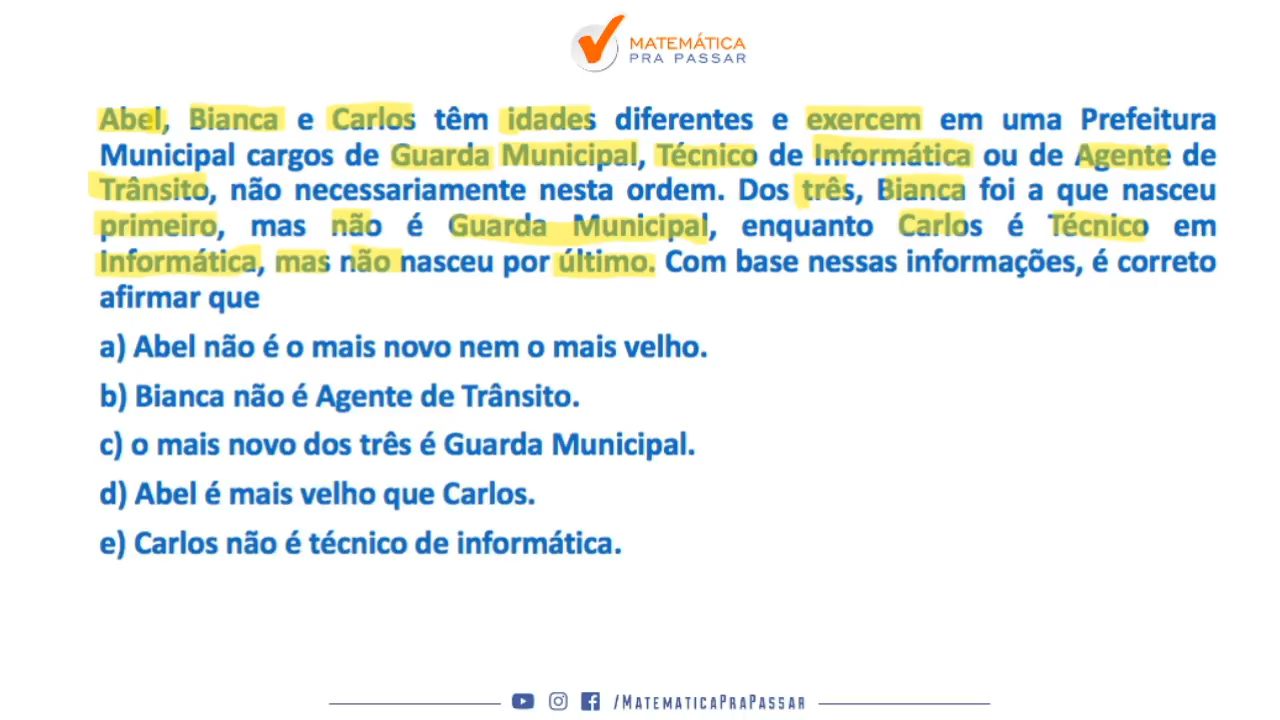 MATEMÁTICA
PRA PASSAR
Abel, Bianca e Carlos têm idades diferentes e exercem em uma Prefeitura
Municipal cargos de Guarda Municipal, Técnico de Informática ou de Agente de
Trânsito, não necessariamente nesta ordem. Dos três, Bianca foi a que nasceu
primeiro, mas não é Guarda Municipal, enquanto Carlos é Técnico em
Informática, mas não nasceu por último. Com base nessas informações, é correto
afirmar que
a) Abel não é o mais novo nem o mais velho.
b) Bianca não é Agente de Trânsito.
c) o mais novo dos três é Guarda Municipal.
d) Abel é mais velho que Carlos.
e) Carlos não é técnico de informática.
/MATEMATICAPRAPASSAR